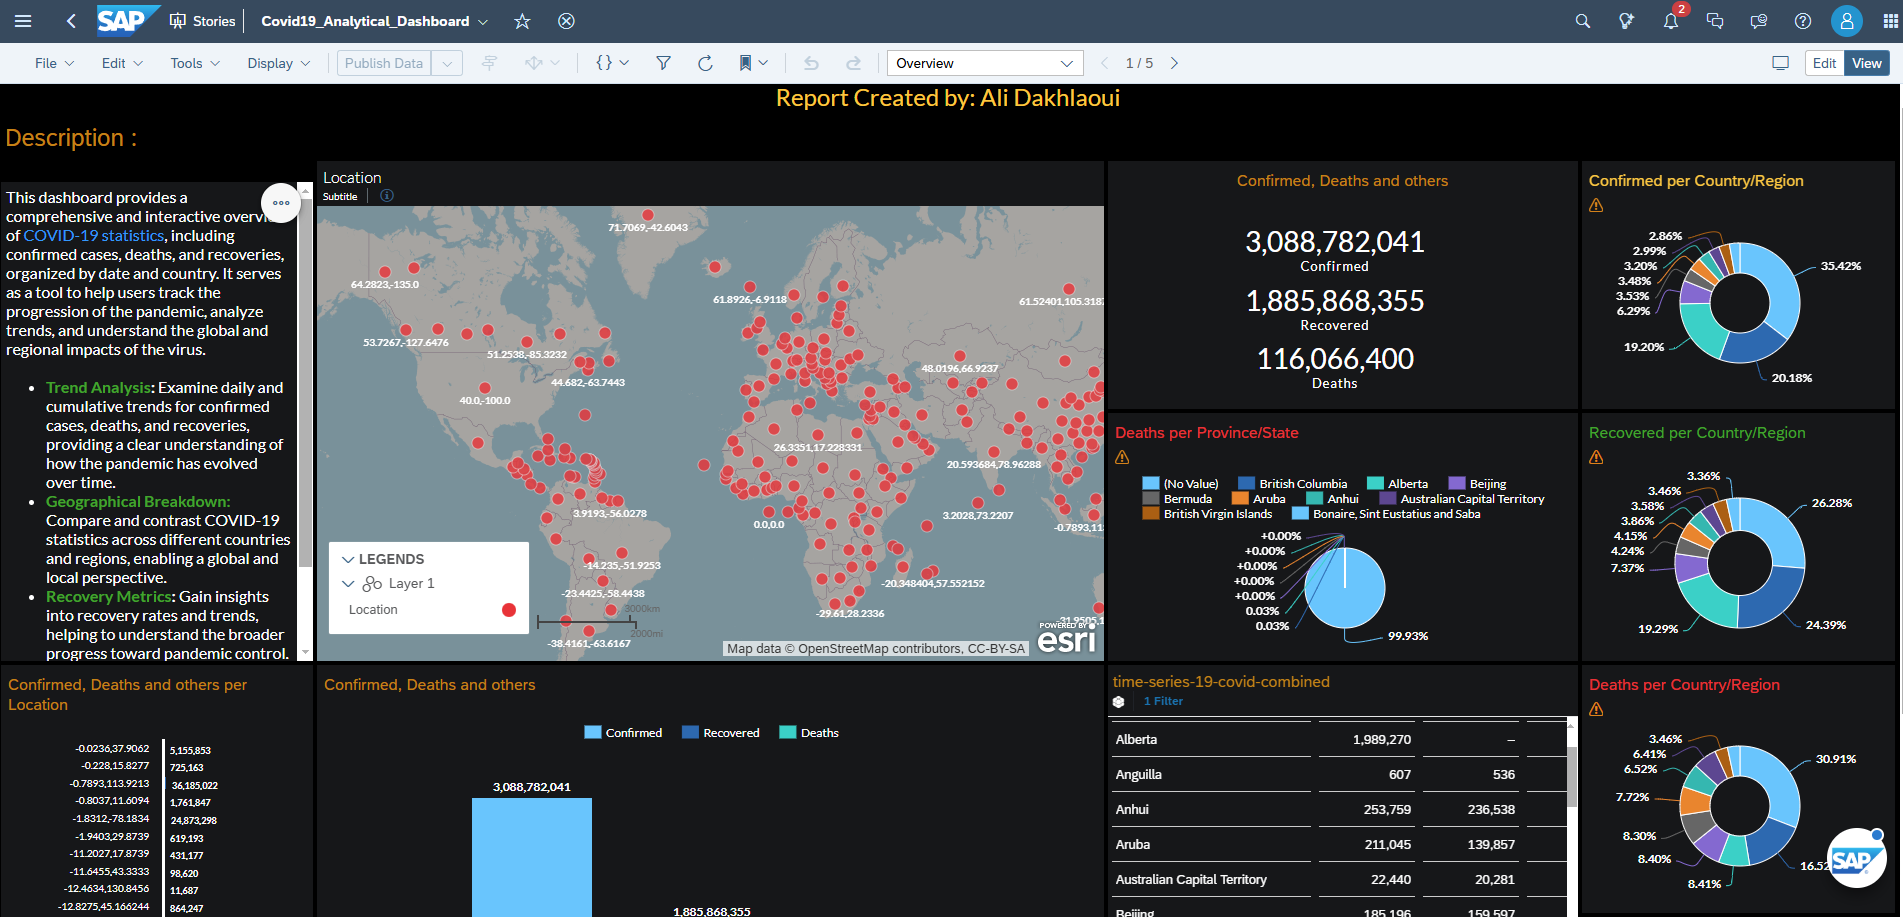 SAP Stories Covid19_Analytical_Dashboard
2
File Edit Tools Display Publish Data { } Overview 1 / 5 Edit View
Report Created by: Ali Dakhlaoui
Description :
This dashboard provides a
comprehensive and interactive
of COVID-19 statistics, including
confirmed cases, deaths, and recoveries,
organized by date and country. It serves
as a tool to help users track the
progression of the pandemic, analyze
trends, and understand the global and
regional impacts of the virus.
• Trend Analysis: Examine daily and
cumulative trends for confirmed
cases, deaths, and recoveries,
providing a clear understanding of
how the pandemic has evolved
over time.
• Geographical Breakdown:
Compare and contrast COVID-19
statistics across different countries
and regions, enabling a global and
local perspective.
• Recovery Metrics: Gain insights
into recovery rates and trends,
helping to understand the broader
progress toward pandemic control.
Location
Subtitle
71.7069,-42.6043
64.2823,-135.0
61.8926,-6.9118
61.52401,105.3187
53.7267,-127.6476
51.2538,-85.3232
44.682,-63.7443
48.0196,66.9237
40.0,-100.0
26.3351,17.228331
20.593684,78.96288
3.9193,-56.0278
0.0,0.0
3.2028,73.2207
-0.7893,11
-14.235,-51.9253
-20.348404,57.552152
-23.4425,-58.4438
-29.61,28.2336
-31.9505,1
-38.4161,-63.6167
LEGENDS
Layer 1
Location
3000km
2000mi
Map data © OpenStreetMap contributors, CC-BY-SA
POWERED BY
esri
Confirmed, Deaths and others
3,088,782,041
Confirmed
1,885,868,355
Recovered
116,066,400
Deaths
Confirmed per Country/Region
2.86%
2.99%
3.20%
3.48%
3.53%
6.29%
19.20%
20.18%
35.42%
Deaths per Province/State
(No Value) British Columbia Alberta Beijing
Bermuda Aruba Anhui Australian Capital Territory
British Virgin Islands Bonaire, Sint Eustatius and Saba
+0.00%
+0.00%
+0.00%
+0.00%
+0.00%
0.03%
0.03%
99.93%
Recovered per Country/Region
3.36%
3.46%
3.58%
3.86%
4.15%
4.24%
7.37%
19.29%
24.39%
26.28%
Confirmed, Deaths and others per
Location
-0.0236,37.9062 5,155,853
-0.228,15.8277 725,163
-0.7893,113.9213 36,185,022
-0.8037,11.6094 1,761,847
-1.8312,-78.1834 24,873,298
-1.9403,29.8739 619,193
-11.2027,17.8739 431,177
-11.6455,43.3333 98,620
-12.4634,130.8456 11,687
-12.8275,45.166244 864,247
Confirmed, Deaths and others
Confirmed Recovered Deaths
3,088,782,041
1,885,868,355
time-series-19-covid-combined
1 Filter
Alberta 1,989,270 –
Anguilla 607 536
Anhui 253,759 236,538
Aruba 211,045 139,857
Australian Capital Territory 22,440 20,281
Beijing 185,196 159,597
Deaths per Country/Region
3.46%
6.41%
6.52%
7.72%
8.30%
8.40%
8.41%
16.52
30.91%
SAP